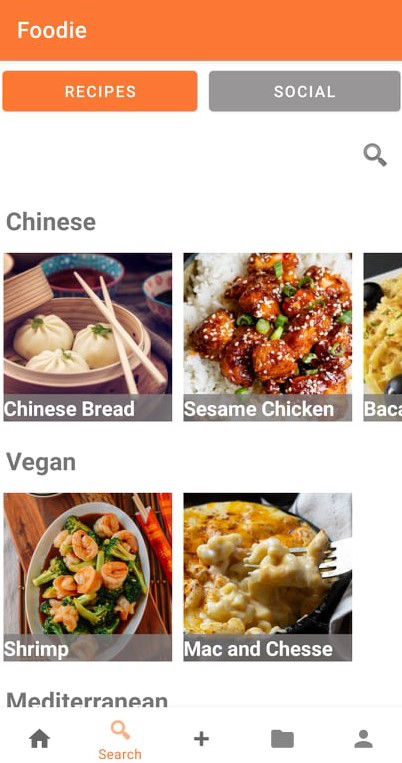 Foodie
RECIPES
SOCIAL
Chinese
Chinese Bread
Sesame Chicken
Baca
Vegan
Shrimp
Mac and Chesse
Mediterranean
Search